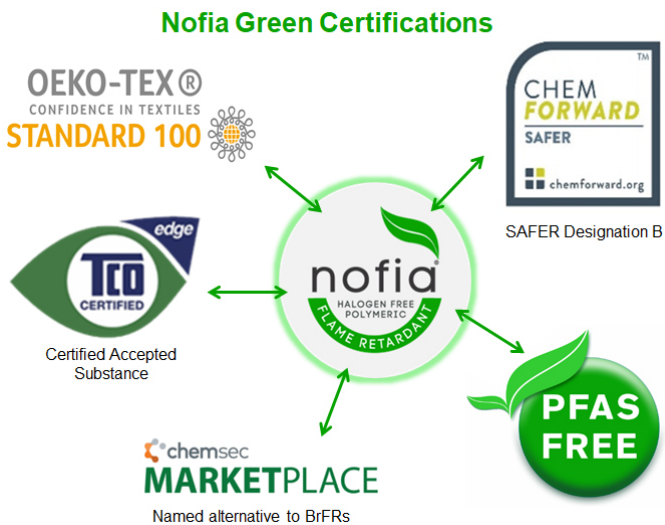 Nofia Green Certifications
OEKO-TEX®
CONFIDENCE IN TEXTILES
STANDARD 100
CHEM
FORWARD
SAFER
chemforward.org
TM
SAFER Designation B
edge
TCO
CERTIFIED
Certified Accepted
Substance
nofia®
HALOGEN FREE
POLYMERIC
FLAME RETARDANT
PFAS
FREE
chemsec
MARKETPLACE
Named alternative to BrFRs